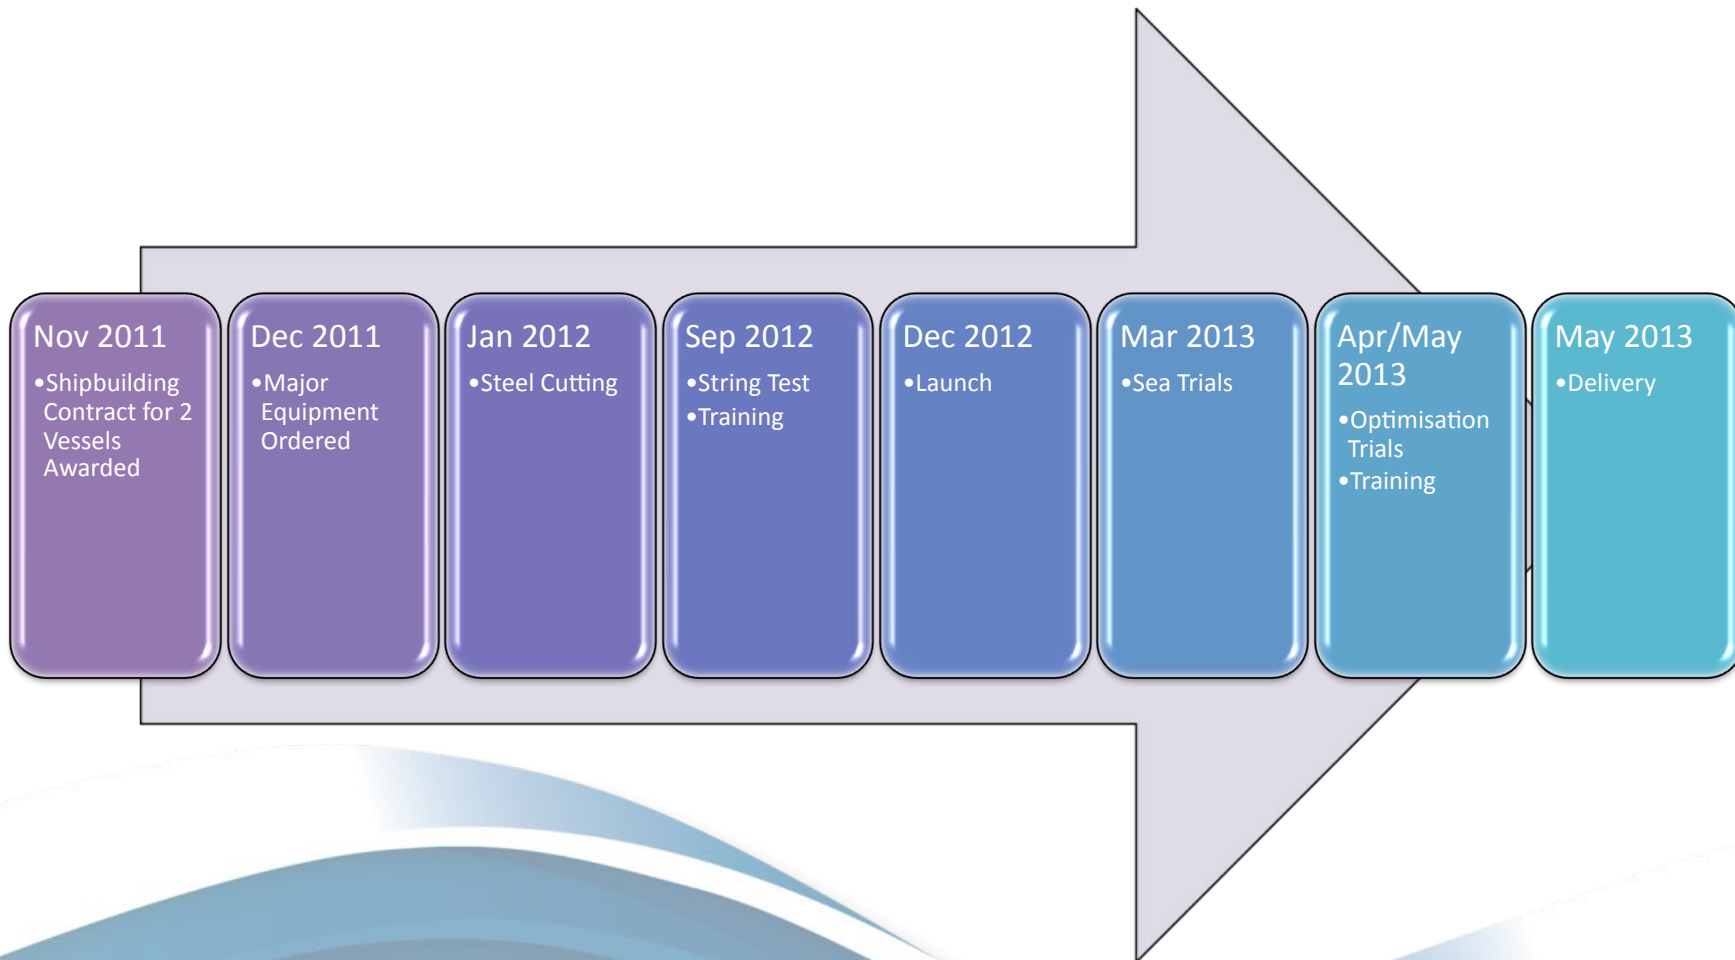 Nov 2011
•Shipbuilding
Contract for 2
Vessels
Awarded
Dec 2011
•Major
Equipment
Ordered
Jan 2012
•Steel Cutting
Sep 2012
•String Test
•Training
Dec 2012
•Launch
Mar 2013
•Sea Trials
Apr/May
2013
•Optimisation
Trials
•Training
May 2013
•Delivery